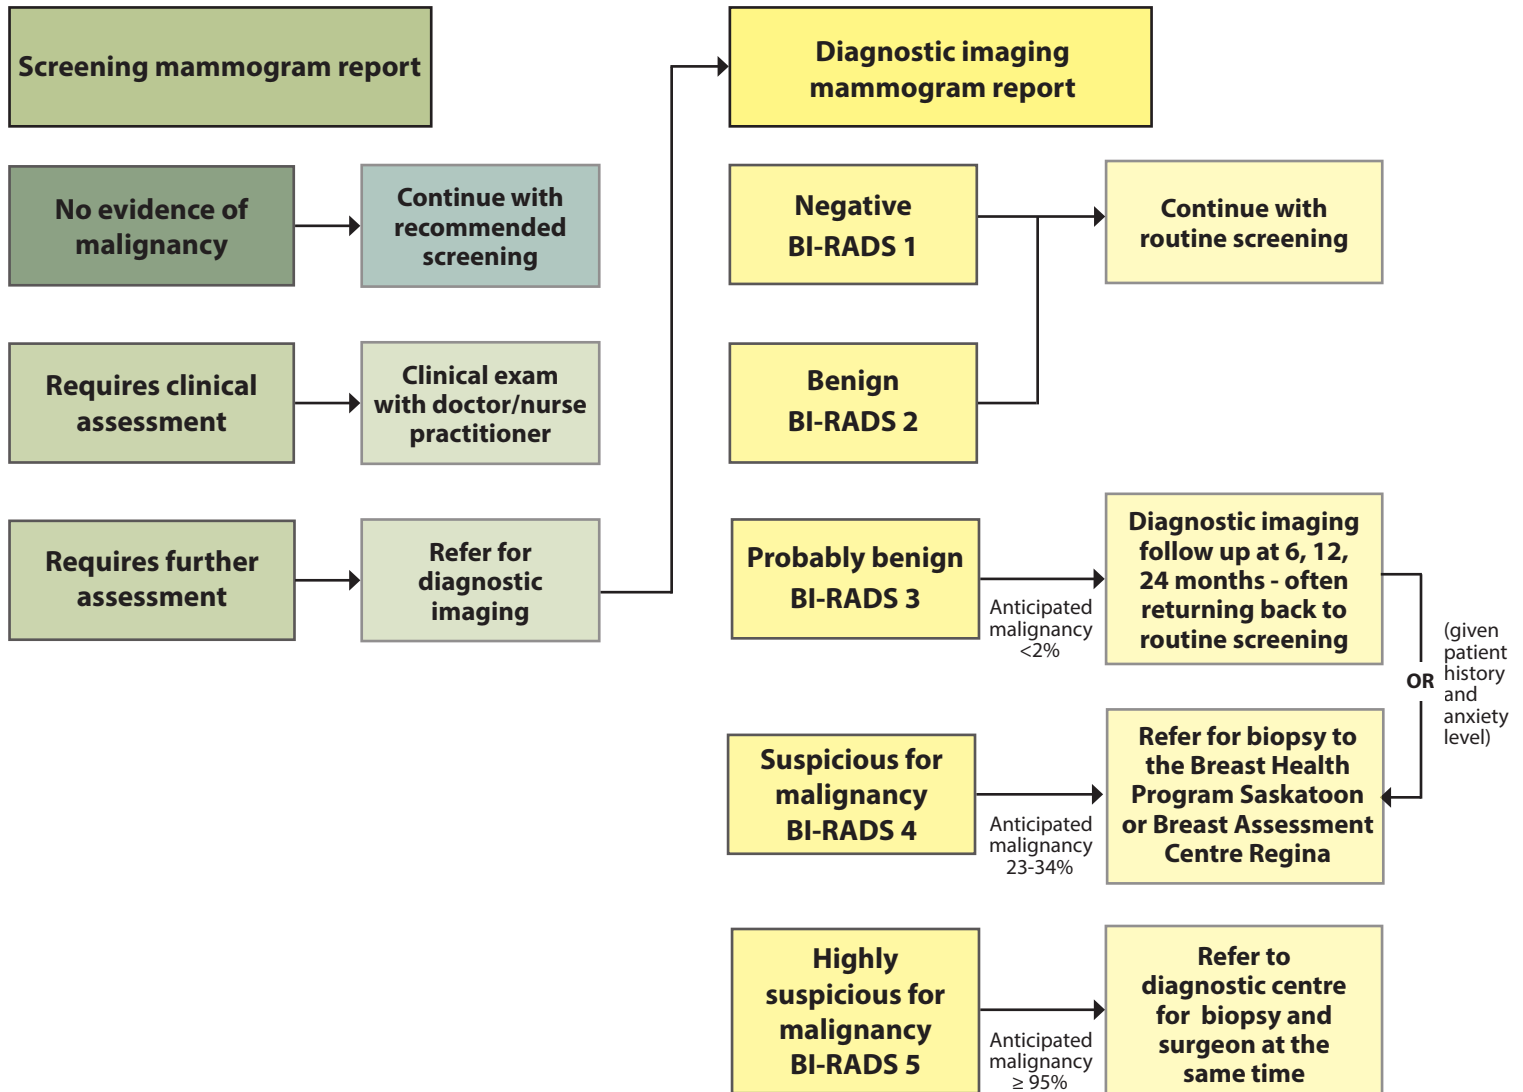 Screening mammogram report
No evidence of
malignancy
Continue with
recommended
screening
Requires clinical
assessment
Clinical exam
with doctor/nurse
practitioner
Requires further
assessment
Refer for
diagnostic
imaging
Diagnostic imaging
mammogram report
Negative
BI-RADS 1
Continue with
routine screening
Benign
BI-RADS 2
Probably benign
BI-RADS 3
Anticipated
malignancy
<2%
Diagnostic imaging
follow up at 6, 12,
24 months - often
returning back to
routine screening
OR
(given
patient
history
and
anxiety
level)
Suspicious for
malignancy
BI-RADS 4
Anticipated
malignancy
23-34%
Refer for biopsy to
the Breast Health
Program Saskatoon
or Breast Assessment
Centre Regina
Highly
suspicious for
malignancy
BI-RADS 5
Anticipated
malignancy
≥ 95%
Refer to
diagnostic centre
for biopsy and
surgeon at the
same time